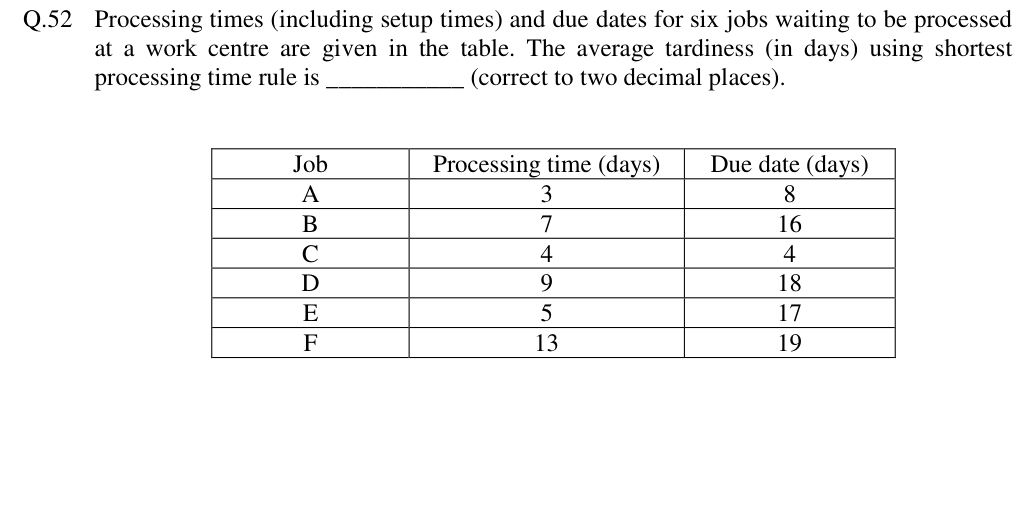 Q.52 Processing times (including setup times) and due dates for six jobs waiting to be processed
at a work centre are given in the table. The average tardiness (in days) using shortest
processing time rule is ___________ (correct to two decimal places).
Job Processing time (days) Due date (days)
A 3 8
B 7 16
C 4 4
D 9 18
E 5 17
F 13 19